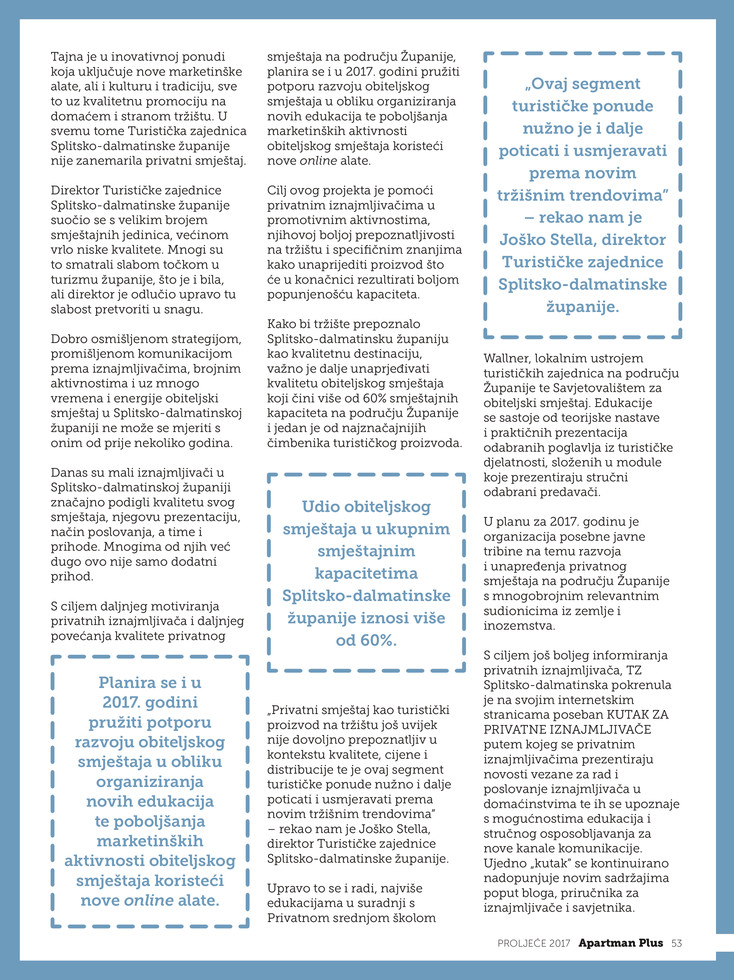 Tajna je u inovativnoj ponudi
koja uključuje nove marketinške
alate, ali i kulturu i tradiciju, sve
to uz kvalitetnu promociju na
domaćem i stranom tržištu. U
svemu tome Turistička zajednica
Splitsko-dalmatinske županije
nije zanemarila privatni smještaj.
Direktor Turističke zajednice
Splitsko-dalmatinske županije
suočio se s velikim brojem
smještajnih jedinica, većinom
vrlo niske kvalitete. Mnogi su
to smatrali slabom točkom u
turizmu županije, što je i bila,
ali direktor je odlučio upravo tu
slabost pretvoriti u snagu.
Dobro osmišljenom strategijom,
promišljenom komunikacijom
prema iznajmljivačima, brojnim
aktivnostima i uz mnogo
vremena i energije obiteljski
smještaj u Splitsko-dalmatinskoj
županiji ne može se mjeriti s
onim od prije nekoliko godina.
Danas su mali iznajmljivači u
Splitsko-dalmatinskoj županiji
značajno podigli kvalitetu svog
smještaja, njegovu prezentaciju,
način poslovanja, a time i
prihode. Mnogima od njih već
dugo ovo nije samo dodatni
prihod.
S ciljem daljnjeg motiviranja
privatnih iznajmljivača i daljnjeg
povećanja kvalitete privatnog
Planira se i u
2017. godini
pružiti potporu
razvoju obiteljskog
smještaja u obliku
organiziranja
novih edukacija
te poboljšanja
marketinških
aktivnosti obiteljskog
smještaja koristeći
nove online alate.
smještaja na području Županije,
planira se i u 2017. godini pružiti
potporu razvoju obiteljskog
smještaja u obliku organiziranja
novih edukacija te poboljšanja
marketinških aktivnosti
obiteljskog smještaja koristeći
nove online alate.
Cilj ovog projekta je pomoći
privatnim iznajmljivačima u
promotivnim aktivnostima,
njihovoj boljoj prepoznatljivosti
na tržištu i specifičnim znanjima
kako unaprijediti proizvod što
će u konačnici rezultirati boljom
popunjenošću kapaciteta.
Kako bi tržište prepoznalo
Splitsko-dalmatinsku županiju
kao kvalitetnu destinaciju,
važno je dalje unaprjeđivati
kvalitetu obiteljskog smještaja
koji čini više od 60% smještajnih
kapaciteta na području Županije
i jedan je od najznačajnijih
čimbenika turističkog proizvoda.
Udio obiteljskog
smještaja u ukupnim
smještajnim
kapacitetima
Splitsko-dalmatinske
županije iznosi više
od 60%.
„Privatni smještaj kao turistički
proizvod na tržištu još uvijek
nije dovoljno prepoznatljiv u
kontekstu kvalitete, cijene i
distribucije te je ovaj segment
turističke ponude nužno i dalje
poticati i usmjeravati prema
novim tržišnim trendovima”
– rekao nam je Joško Stella,
direktor Turističke zajednice
Splitsko-dalmatinske županije.
Upravo to se i radi, najviše
edukacijama u suradnji s
Privatnom srednjom školom
„Ovaj segment
turističke ponude
nužno je i dalje
poticati i usmjeravati
prema novim
tržišnim trendovima”
– rekao nam je
Joško Stella, direktor
Turističke zajednice
Splitsko-dalmatinske
županije.
Wallner, lokalnim ustrojem
turističkih zajednica na području
Županije te Savjetovalištem za
obiteljski smještaj. Edukacije
se sastoje od teorijske nastave
i praktičnih prezentacija
odabranih poglavlja iz turističke
djelatnosti, složenih u module
koje prezentiraju stručni
odabrani predavači.
U planu za 2017. godinu je
organizacija posebne javne
tribine na temu razvoja
i unapređenja privatnog
smještaja na području Županije
s mnogobrojnim relevantnim
sudionicima iz zemlje i
inozemstva.
S ciljem još boljeg informiranja
privatnih iznajmljivača, TZ
Splitsko-dalmatinska pokrenula
je na svojim internetskim
stranicama poseban KUTAK ZA
PRIVATNE IZNAJMLJIVAČE
putem kojeg se privatnim
iznajmljivačima prezentiraju
novosti vezane za rad i
poslovanje iznajmljivača u
domaćinstvima te ih se upoznaje
s mogućnostima edukacija i
stručnog osposobljavanja za
nove kanale komunikacije.
Ujedno „kutak” se kontinuirano
nadopunjuje novim sadržajima
poput bloga, priručnika za
iznajmljivače i savjetnika.
PROLJEĆE 2017 Apartman Plus 53